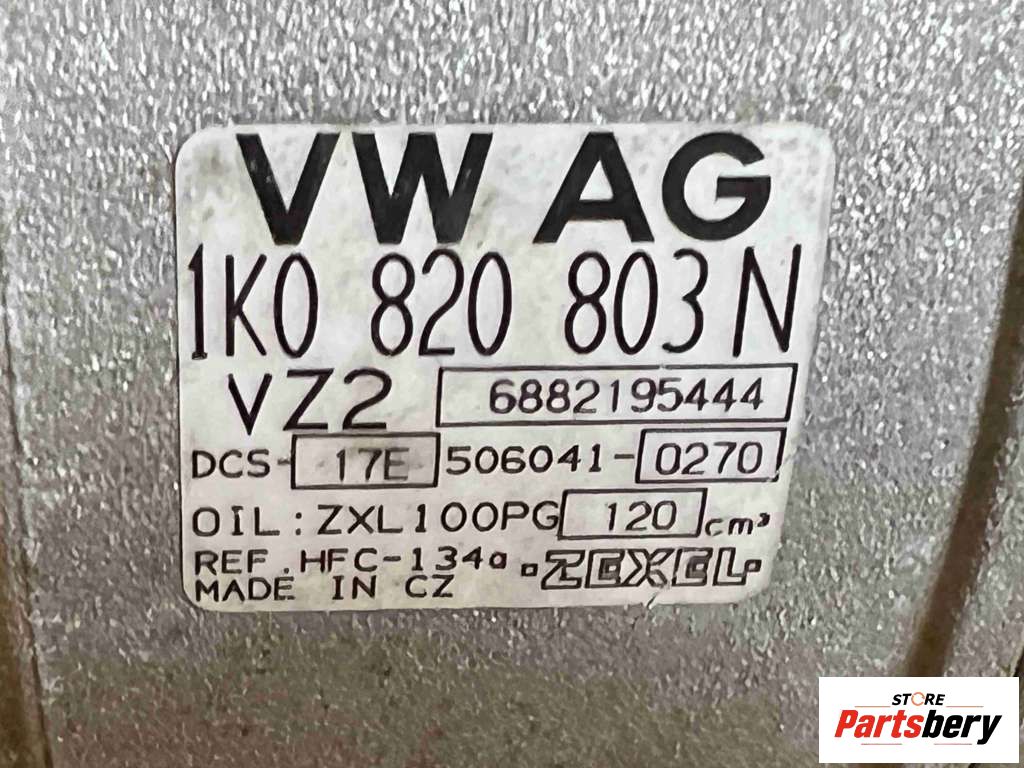 VW AG
1K0 820 803 N
VZ2 6882195444
DCS-17E 506041-0270
OIL: ZXL100PG 120 cm³
REF. HFC-134a ZEXEL
MADE IN CZ
STORE
Partsbery